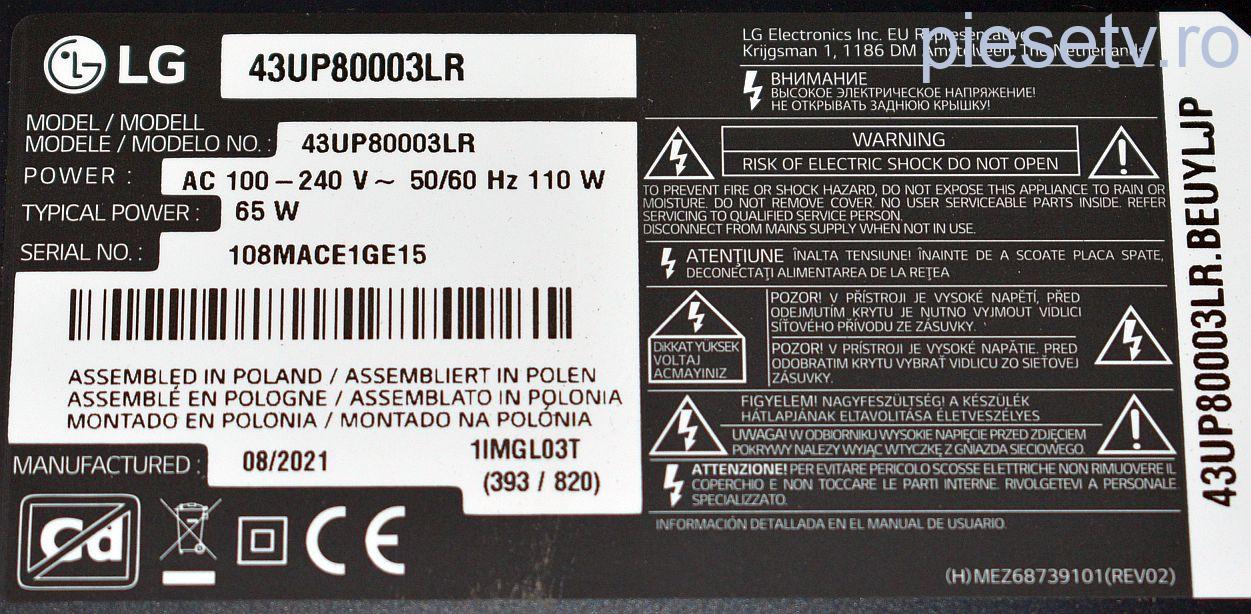 LG
43UP80003LR
MODEL / MODELL
MODELE / MODELO NO. :
43UP80003LR
POWER :
AC 100 – 240 V ~ 50/60 Hz 110 W
TYPICAL POWER :
65 W
SERIAL NO. :
108MACE1GE15
ASSEMBLED IN POLAND / ASSEMBLIERT IN POLEN
ASSEMBLÉ EN POLOGNE / ASSEMBLATO IN POLONIA
MONTADO EN POLONIA / MONTADO NA POLÓNIA
MANUFACTURED :
08/2021
1IMGL03T
(393 / 820)
Cd
CE
LG Electronics Inc. EU Representative
Krijgsman 1, 1186 DM Amstelveen, The Netherlands
piesetv.ro
ВНИМАНИЕ
ВЫСОКОЕ ЭЛЕКТРИЧЕСКОЕ НАПРЯЖЕНИЕ!
НЕ ОТКРЫВАТЬ ЗАДНЮЮ КРЫШКУ!
WARNING
RISK OF ELECTRIC SHOCK DO NOT OPEN
TO PREVENT FIRE OR SHOCK HAZARD, DO NOT EXPOSE THIS APPLIANCE TO RAIN OR
MOISTURE. DO NOT REMOVE COVER. NO USER SERVICEABLE PARTS INSIDE. REFER
SERVICING TO QUALIFIED SERVICE PERSON.
DISCONNECT FROM MAINS SUPPLY WHEN NOT IN USE.
ATENȚIUNE ÎNALTA TENSIUNE! ÎNAINTE DE A SCOATE PLACA SPATE,
DECONECTAȚI ALIMENTAREA DE LA REȚEA
DİKKAT YÜKSEK
VOLTAJ
AÇMAYINIZ
POZOR! V PŘÍSTROJI JE VYSOKÉ NAPĚTÍ, PŘED
ODEJMUTÍM KRYTU JE NUTNO VYJMOUT VIDLICI
SÍŤOVÉHO PŘÍVODU ZE ZÁSUVKY.
POZOR! V PRÍSTROJI JE VYSOKÉ NAPÄTIE. PRED
ODOBRATIM KRYTU VYBRAŤ VIDLICU ZO SIEŤOVEJ
ZÁSUVKY.
FIGYELEM! NAGYFESZÜLTSÉG! A KÉSZÜLÉK
HÁTLAPJÁNAK ELTAVOLITÁSA ÉLETVESZÉLYES
UWAGA! W ODBIORNIKU WYSOKIE NAPIĘCIE PRZED ZDJĘCIEM
POKRYWY NALEŻY WYJĄĆ WTYCZKĘ Z GNIAZDA SIECIOWEGO.
ATTENZIONE! PER EVITARE PERICOLO SCOSSE ELETTRICHE NON RIMUOVERE IL
COPERCHIO E NON TOCCARE LE PARTI INTERNE. RIVOLGETEVI A PERSONALE
SPECIALIZZATO.
INFORMACIÓN DETALLADA EN EL MANUAL DE USUARIO.
(H) MEZ68739101(REV02)
43UP80003LR.BEUYLJP